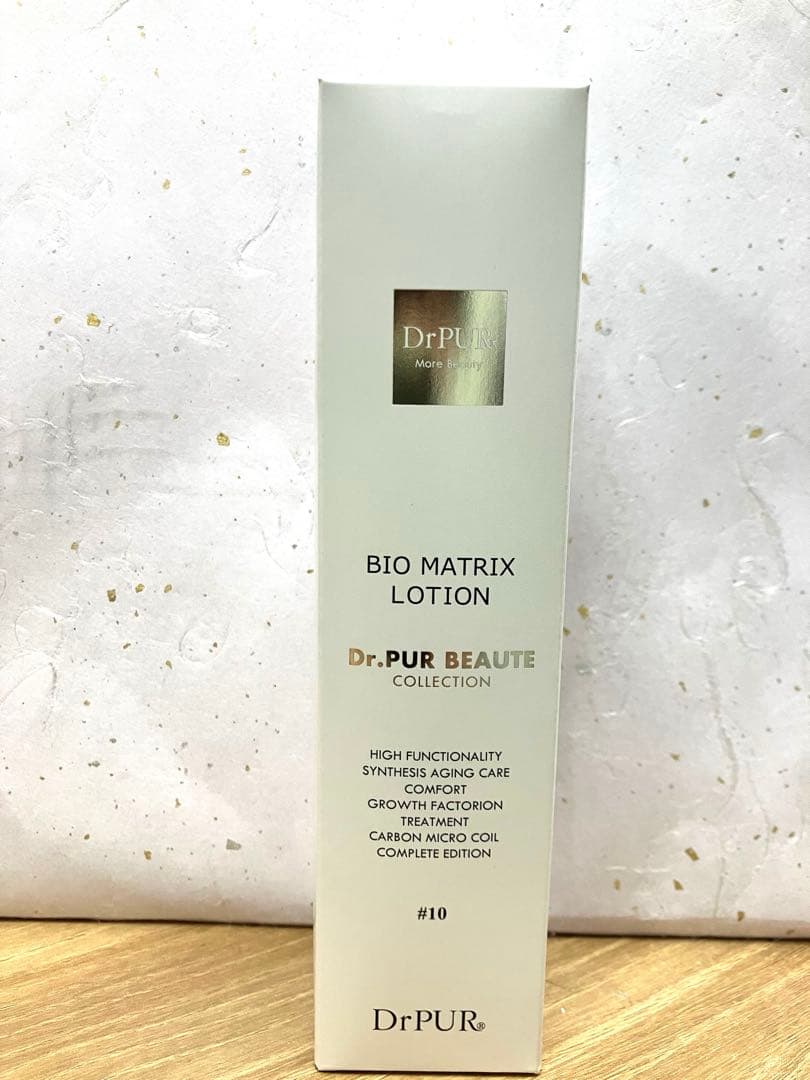 DrPUR
More Beauty
BIO MATRIX
LOTION
Dr.PUR BEAUTE
COLLECTION
HIGH FUNCTIONALITY
SYNTHESIS AGING CARE
COMFORT
GROWTH FACTORION
TREATMENT
CARBON MICRO COIL
COMPLETE EDITION
#10
DrPUR®